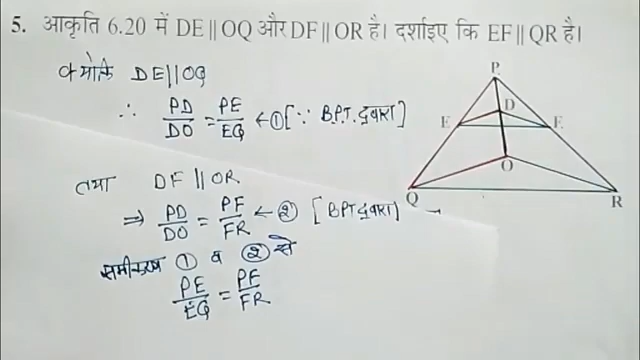 5. आकृति 6.20 में DE || OQ और DF || OR है। दर्शाइए कि EF || QR है।
क्योंकि DE||OQ
∴ PD/DO = PE/EQ ← ① [∵ B.P.T. द्वारा]
तथा DF || OR
⇒ PD/DO = PF/FR ← ② [BPT द्वारा]
समीकरण ① व ② से
PE/EQ = PF/FR
P
D
E
F
O
Q
R